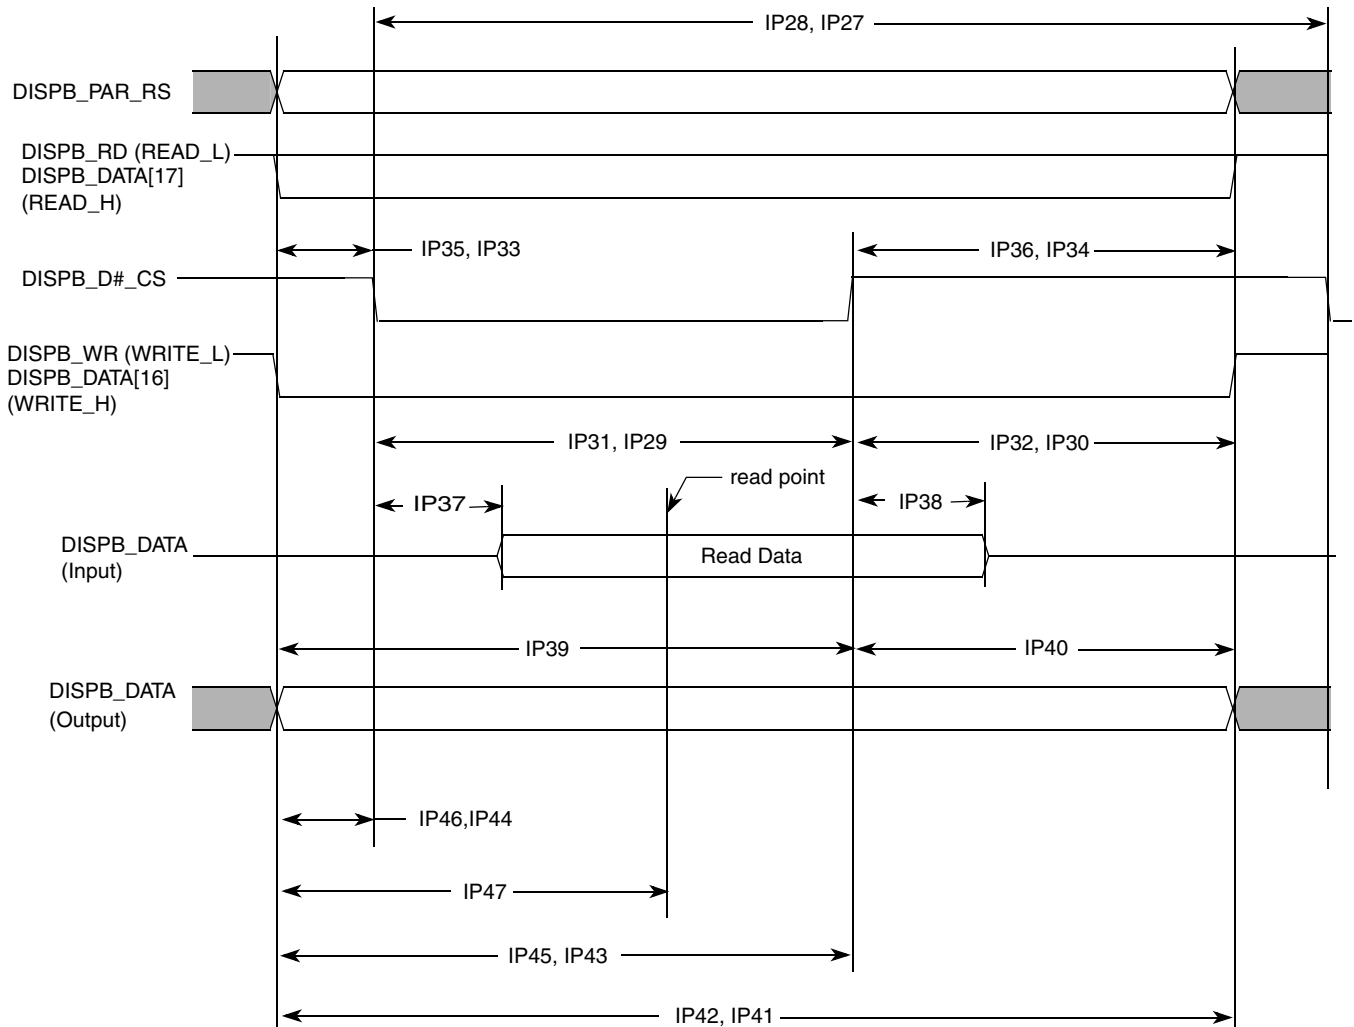 IP28, IP27
DISPB_PAR_RS
DISPB_RD (READ_L)
DISPB_DATA[17]
(READ_H)
IP35, IP33
IP36, IP34
DISPB_D#_CS
DISPB_WR (WRITE_L)
DISPB_DATA[16]
(WRITE_H)
IP31, IP29
IP32, IP30
read point
IP37
IP38
DISPB_DATA
(Input)
Read Data
IP39
IP40
DISPB_DATA
(Output)
IP46,IP44
IP47
IP45, IP43
IP42, IP41